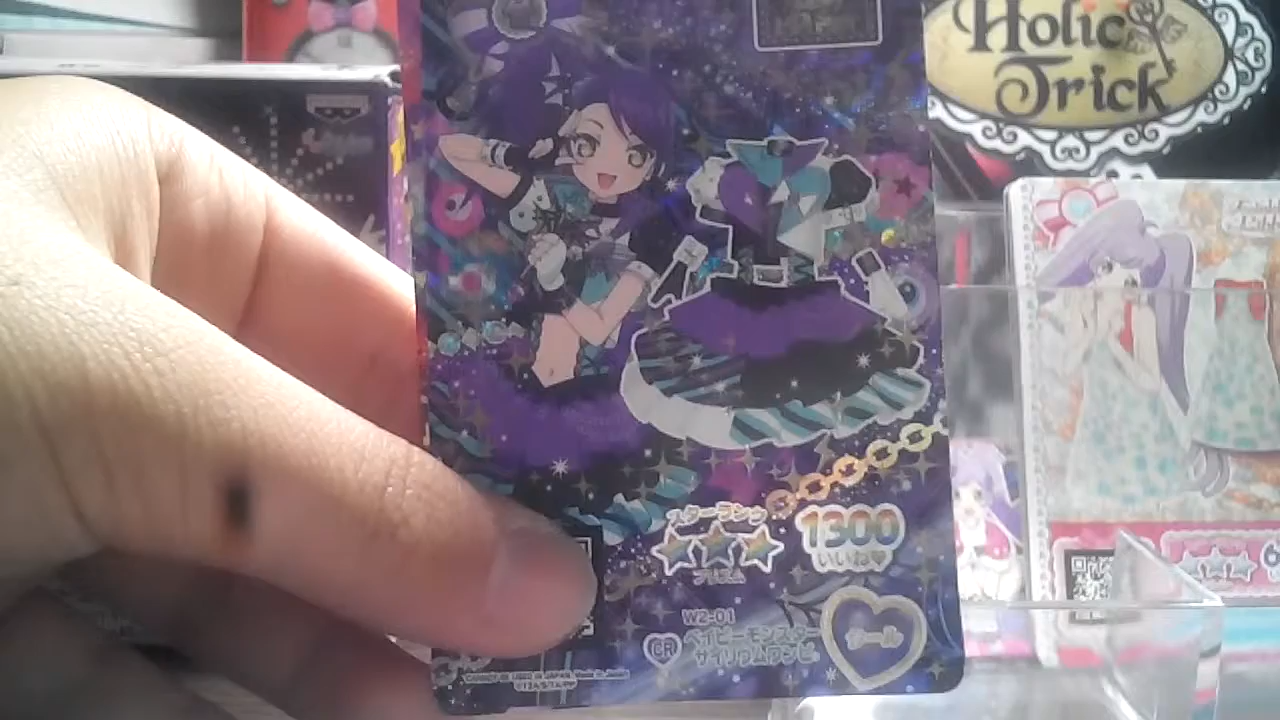 Holic
Trick
スターランク
プリズム
1300
いいね♥
W2-01
CR
ベイビーモンスター
サイリウムワンピ
クール
6